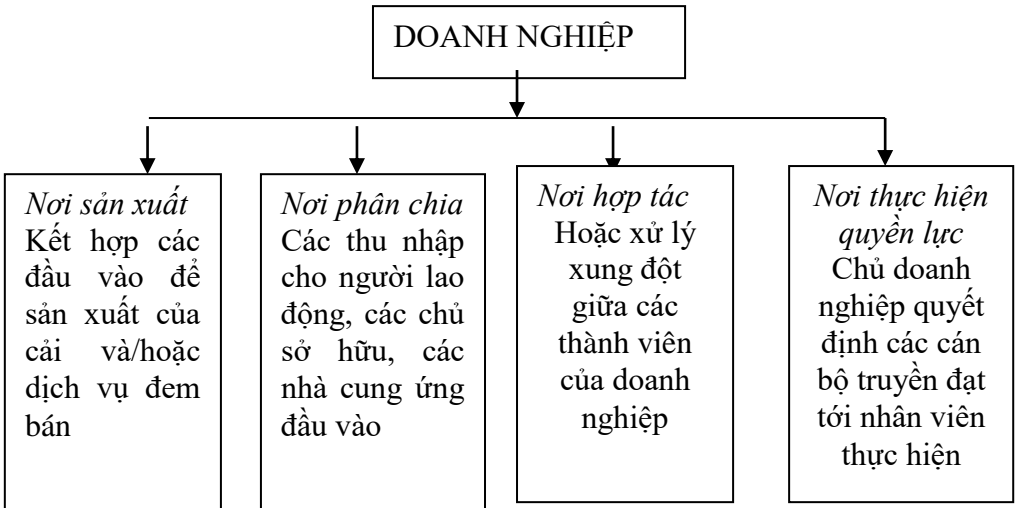 DOANH NGHIỆP
Nơi sản xuất
Kết hợp các
đầu vào để
sản xuất của
cải và/hoặc
dịch vụ đem
bán
Nơi phân chia
Các thu nhập
cho người lao
động, các chủ
sở hữu, các
nhà cung ứng
đầu vào
Nơi hợp tác
Hoặc xử lý
xung đột
giữa các
thành viên
của doanh
nghiệp
Nơi thực hiện
quyền lực
Chủ doanh
nghiệp quyết
định các cán
bộ truyền đạt
tới nhân viên
thực hiện